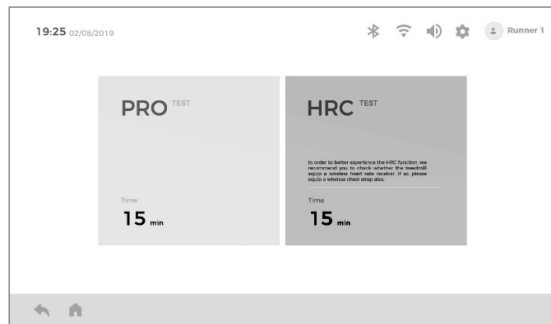 19:25 02/08/2019
Runner 1
PRO TEST
Time
15 min
HRC TEST
In order to better experience the HRC function, we
recommend you to check whether the treadmill
equip a wireless heart rate receiver. If so, please
equip a wireless chest strap also.
Time
15 min